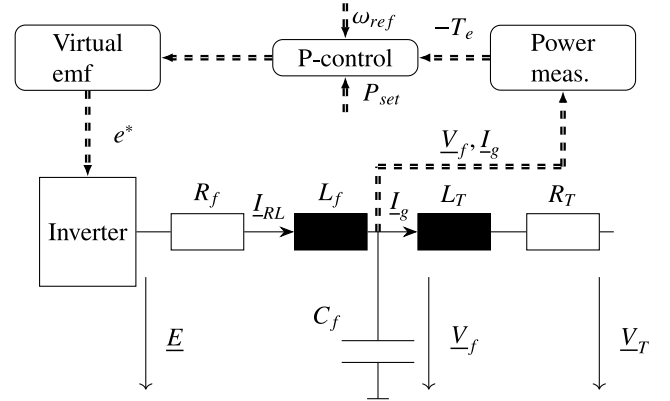 ω_ref
Virtual
emf
P-control
−T_e
Power
meas.
P_set
e*
V_f, I_g
Inverter
R_f
I_RL
L_f
I_g
L_T
R_T
E
C_f
V_f
V_T